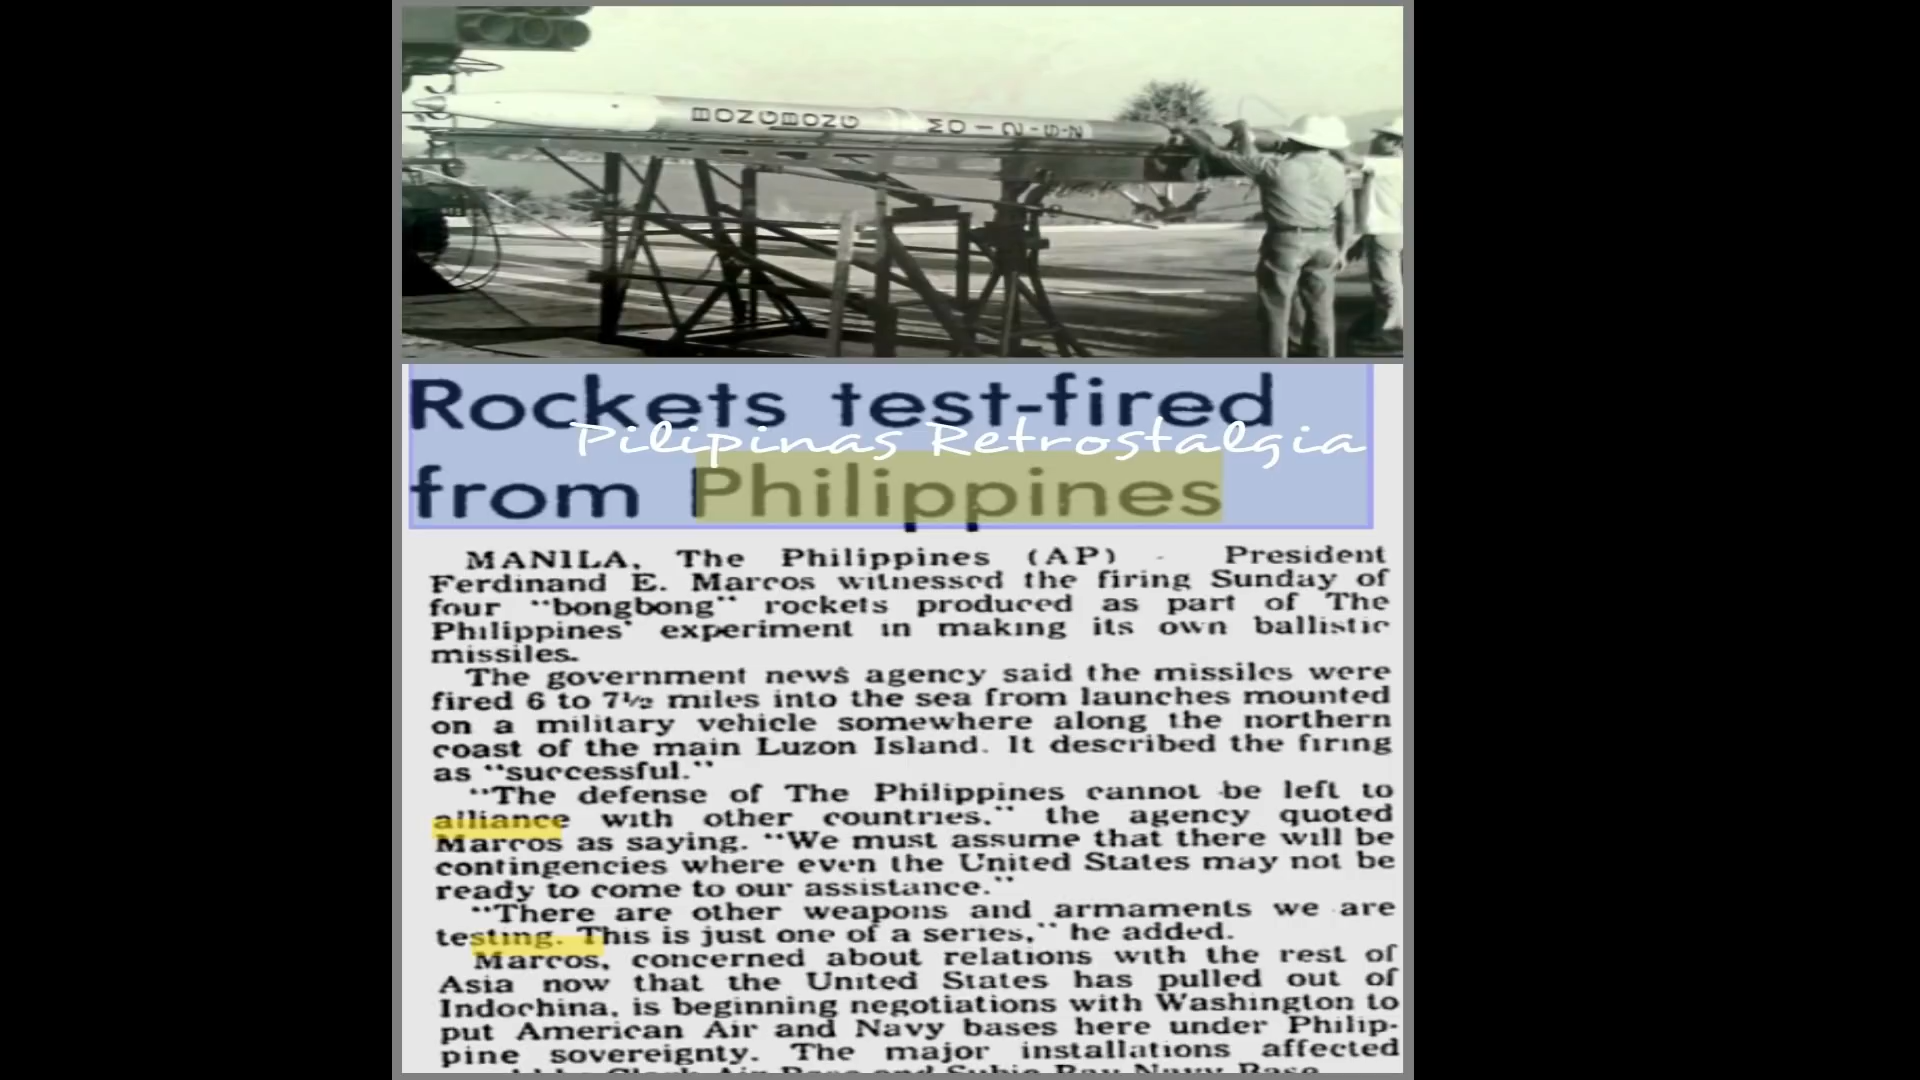 BONGBONG
Rockets test-fired
Pilipinas Retrostalgia
from Philippines
MANILA, The Philippines (AP) - President
Ferdinand E. Marcos witnessed the firing Sunday of
four "bongbong" rockets produced as part of The
Philippines' experiment in making its own ballistic
missiles.
The government news agency said the missiles were
fired 6 to 7½ miles into the sea from launches mounted
on a military vehicle somewhere along the northern
coast of the main Luzon Island. It described the firing
as "successful."
"The defense of The Philippines cannot be left to
alliance with other countries," the agency quoted
Marcos as saying. "We must assume that there will be
contingencies where even the United States may not be
ready to come to our assistance."
"There are other weapons and armaments we are
testing. This is just one of a series," he added.
Marcos, concerned about relations with the rest of
Asia now that the United States has pulled out of
Indochina, is beginning negotiations with Washington to
put American Air and Navy bases here under Philip-
pine sovereignty. The major installations affected
Clark Air Base and Subic Bay Navy Base